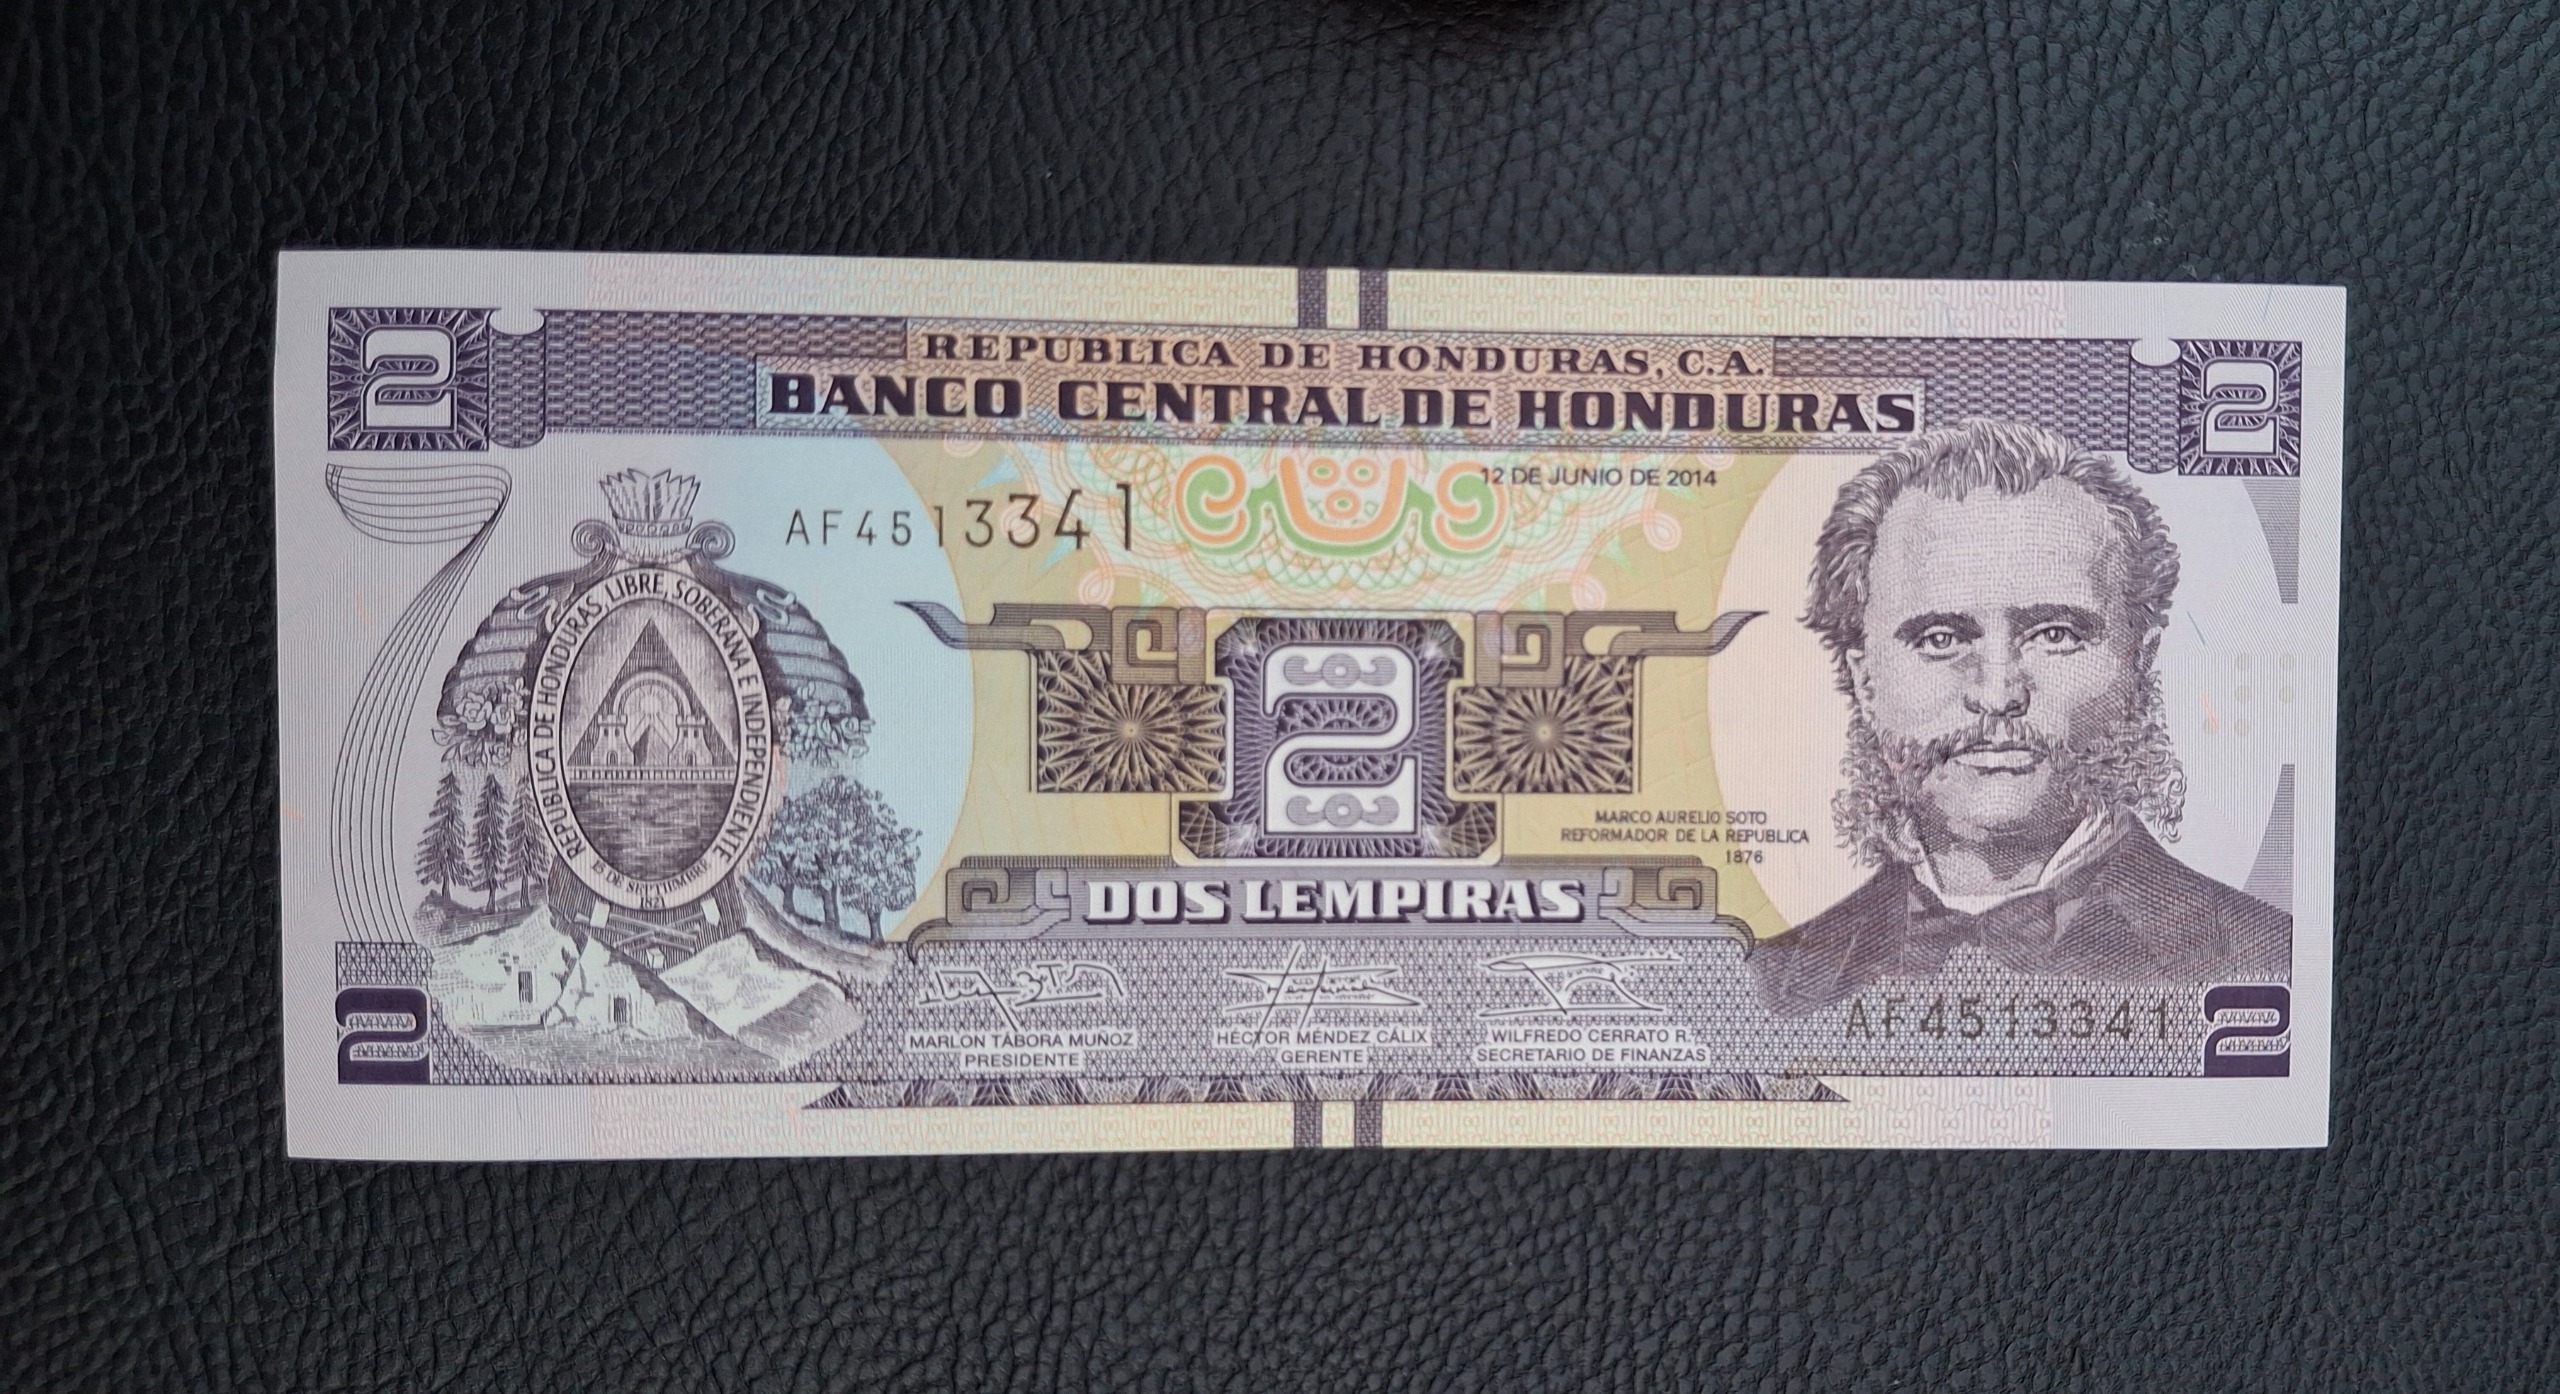 2
2
REPUBLICA DE HONDURAS, C.A.
BANCO CENTRAL DE HONDURAS
12 DE JUNIO DE 2014
AF4513341
REPUBLICA DE HONDURAS, LIBRE, SOBERANA E INDEPENDIENTE
15 DE SEPTIEMBRE
1821
2
MARCO AURELIO SOTO
REFORMADOR DE LA REPUBLICA
1876
DOS LEMPIRAS
MARLON TÁBORA MUÑOZ
PRESIDENTE
HÉCTOR MÉNDEZ CÁLIX
GERENTE
WILFREDO CERRATO R.
SECRETARIO DE FINANZAS
AF4513341
2
2